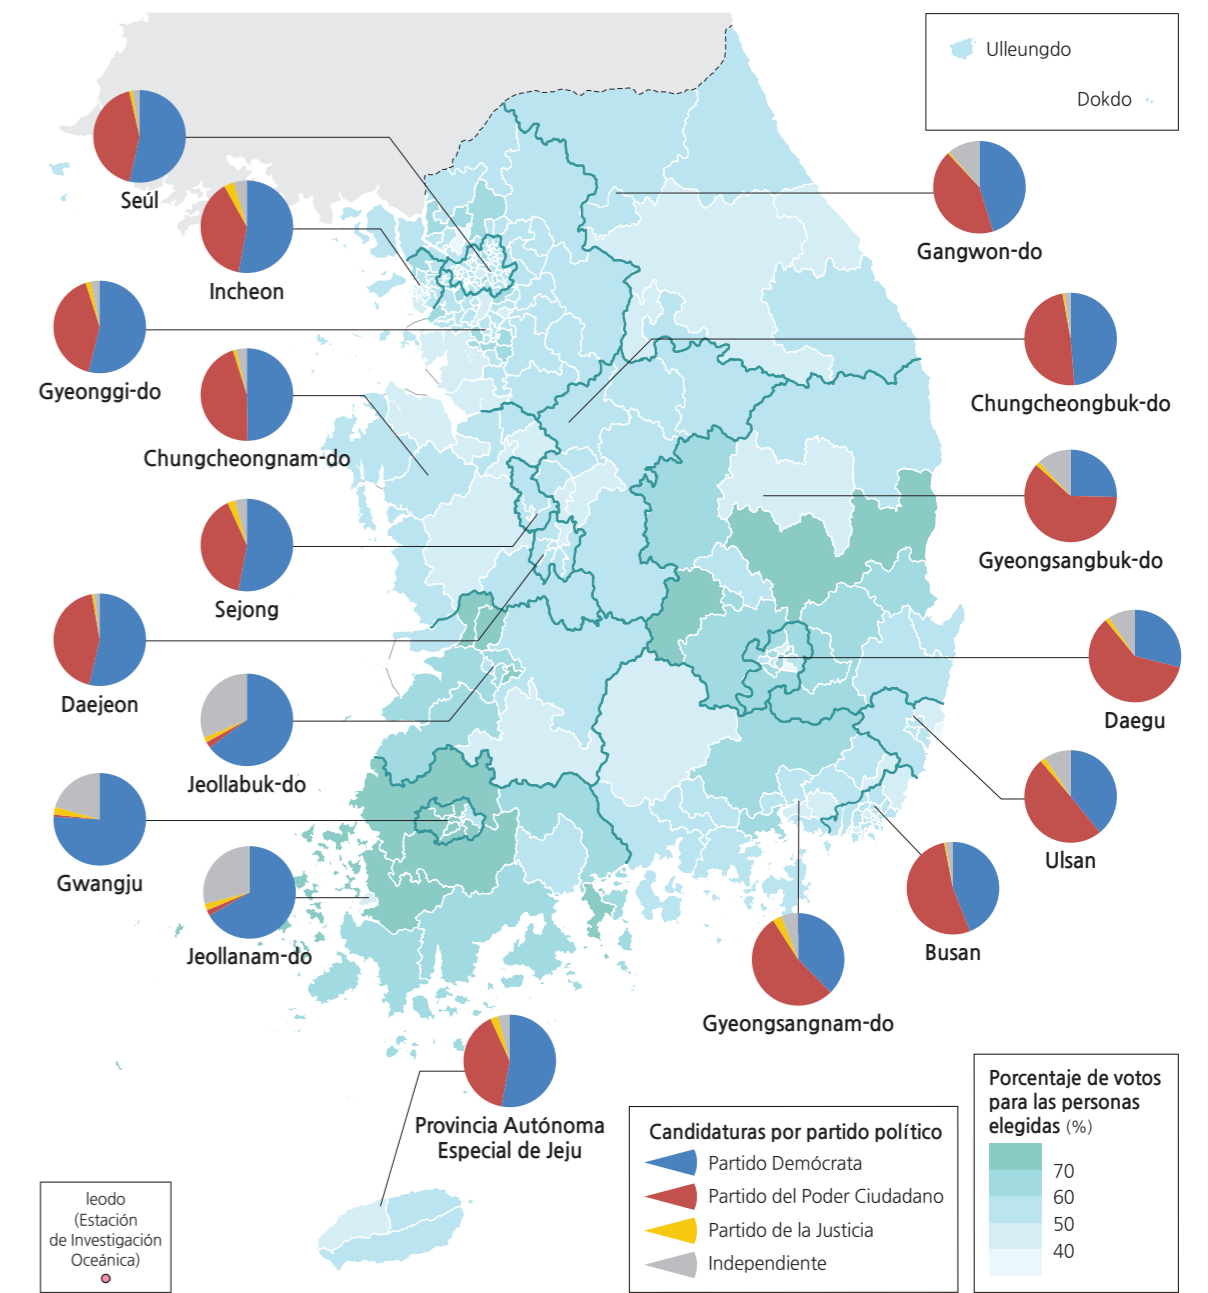 Ulleungdo
Dokdo
Seúl
Incheon
Gyeonggi-do
Chungcheongnam-do
Sejong
Daejeon
Jeollabuk-do
Gwangju
Jeollanam-do
Provincia Autónoma
Especial de Jeju
Gangwon-do
Chungcheongbuk-do
Gyeongsangbuk-do
Daegu
Ulsan
Busan
Gyeongsangnam-do
Ieodo
(Estación
de Investigación
Oceánica)
Candidaturas por partido político
Partido Demócrata
Partido del Poder Ciudadano
Partido de la Justicia
Independiente
Porcentaje de votos
para las personas
elegidas (%)
70
60
50
40